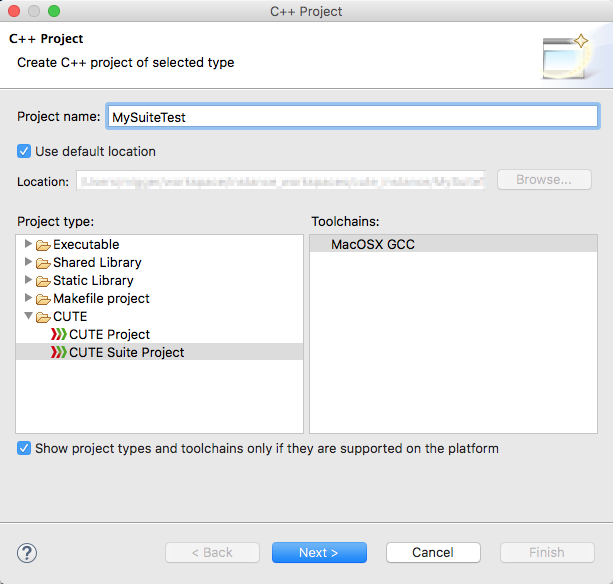 C++ Project
C++ Project
Create C++ project of selected type
Project name: MySuiteTest
Use default location
Location:
Browse...
Project type:
Executable
Shared Library
Static Library
Makefile project
CUTE
CUTE Project
CUTE Suite Project
Toolchains:
MacOSX GCC
Show project types and toolchains only if they are supported on the platform
?
< Back
Next >
Cancel
Finish